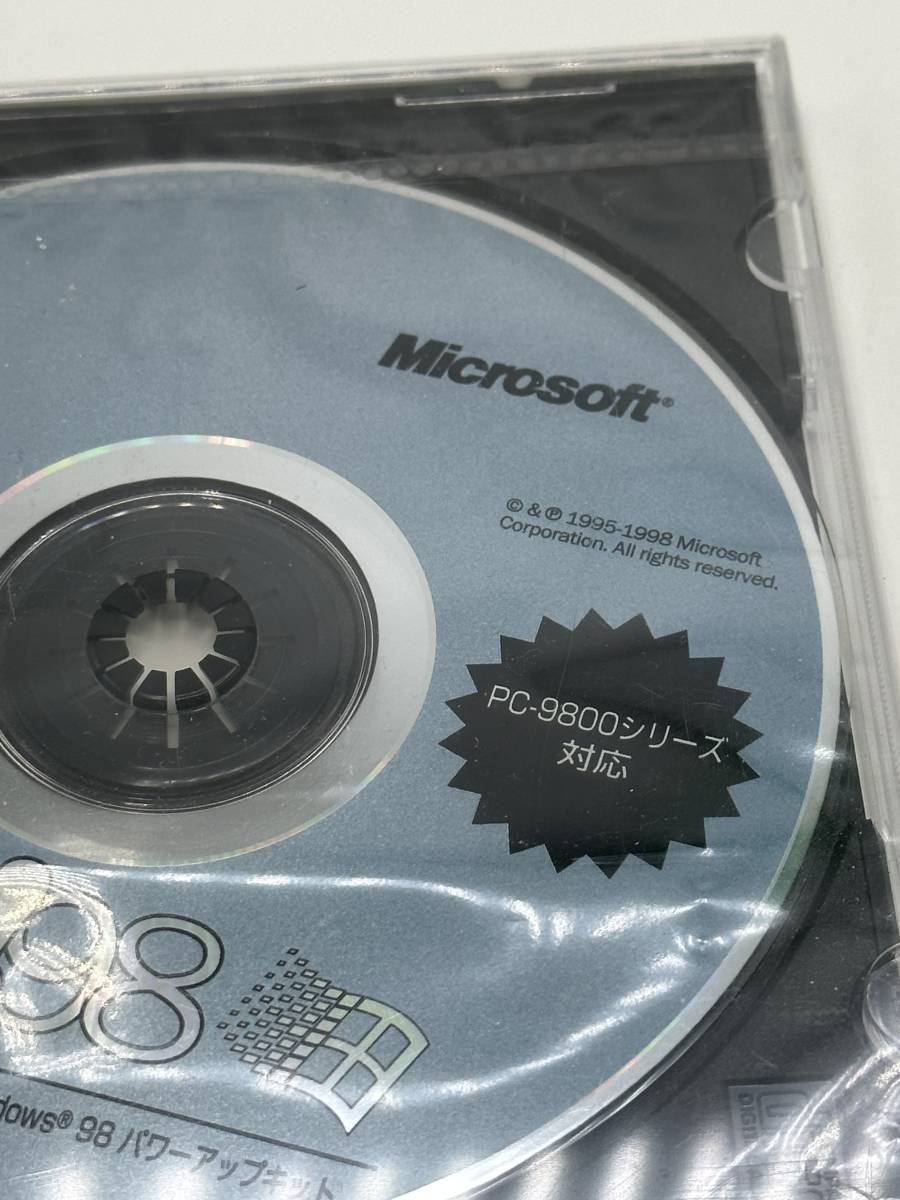 Microsoft®
© & ℗ 1995-1998 Microsoft
Corporation. All rights reserved.
PC-9800シリーズ
対応
98
dows® 98 パワーアップキット